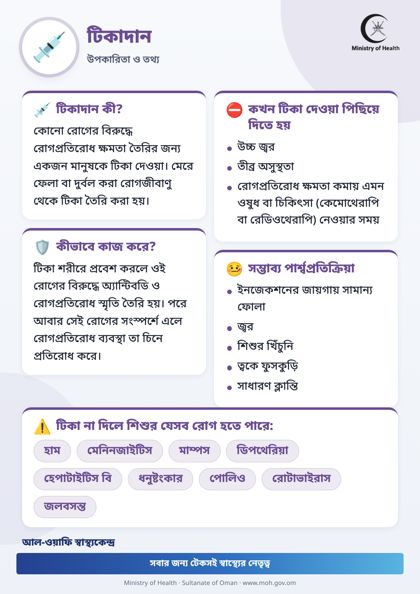 টিকাদান
উপকারিতা ও তথ্য
Ministry of Health
টিকাদান কী?
কোনো রোগের বিরুদ্ধে
রোগপ্রতিরোধ ক্ষমতা তৈরির জন্য
একজন মানুষকে টিকা দেওয়া। মেরে
ফেলা বা দুর্বল করা রোগজীবাণু
থেকে টিকা তৈরি করা হয়।
কীভাবে কাজ করে?
টিকা শরীরে প্রবেশ করলে ওই
রোগের বিরুদ্ধে অ্যান্টিবডি ও
রোগপ্রতিরোধ স্মৃতি তৈরি হয়। পরে
আবার সেই রোগের সংস্পর্শে এলে
রোগপ্রতিরোধ ব্যবস্থা তা চিনে
প্রতিরোধ করে।
কখন টিকা দেওয়া পিছিয়ে
দিতে হয়
উচ্চ জ্বর
তীব্র অসুস্থতা
রোগপ্রতিরোধ ক্ষমতা কমায় এমন
ওষুধ বা চিকিৎসা (কেমোথেরাপি
বা রেডিওথেরাপি) নেওয়ার সময়
সম্ভাব্য পার্শ্বপ্রতিক্রিয়া
ইনজেকশনের জায়গায় সামান্য
ফোলা
জ্বর
শিশুর খিঁচুনি
ত্বকে ফুসকুড়ি
সাধারণ ক্লান্তি
টিকা না দিলে শিশুর যেসব রোগ হতে পারে:
হাম মেনিনজাইটিস মাম্পস ডিপথেরিয়া
হেপাটাইটিস বি ধনুষ্টংকার পোলিও রোটাভাইরাস
জলবসন্ত
আল-ওয়াফি স্বাস্থ্যকেন্দ্র
সবার জন্য টেকসই স্বাস্থ্যের নেতৃত্ব
Ministry of Health · Sultanate of Oman · www.moh.gov.om